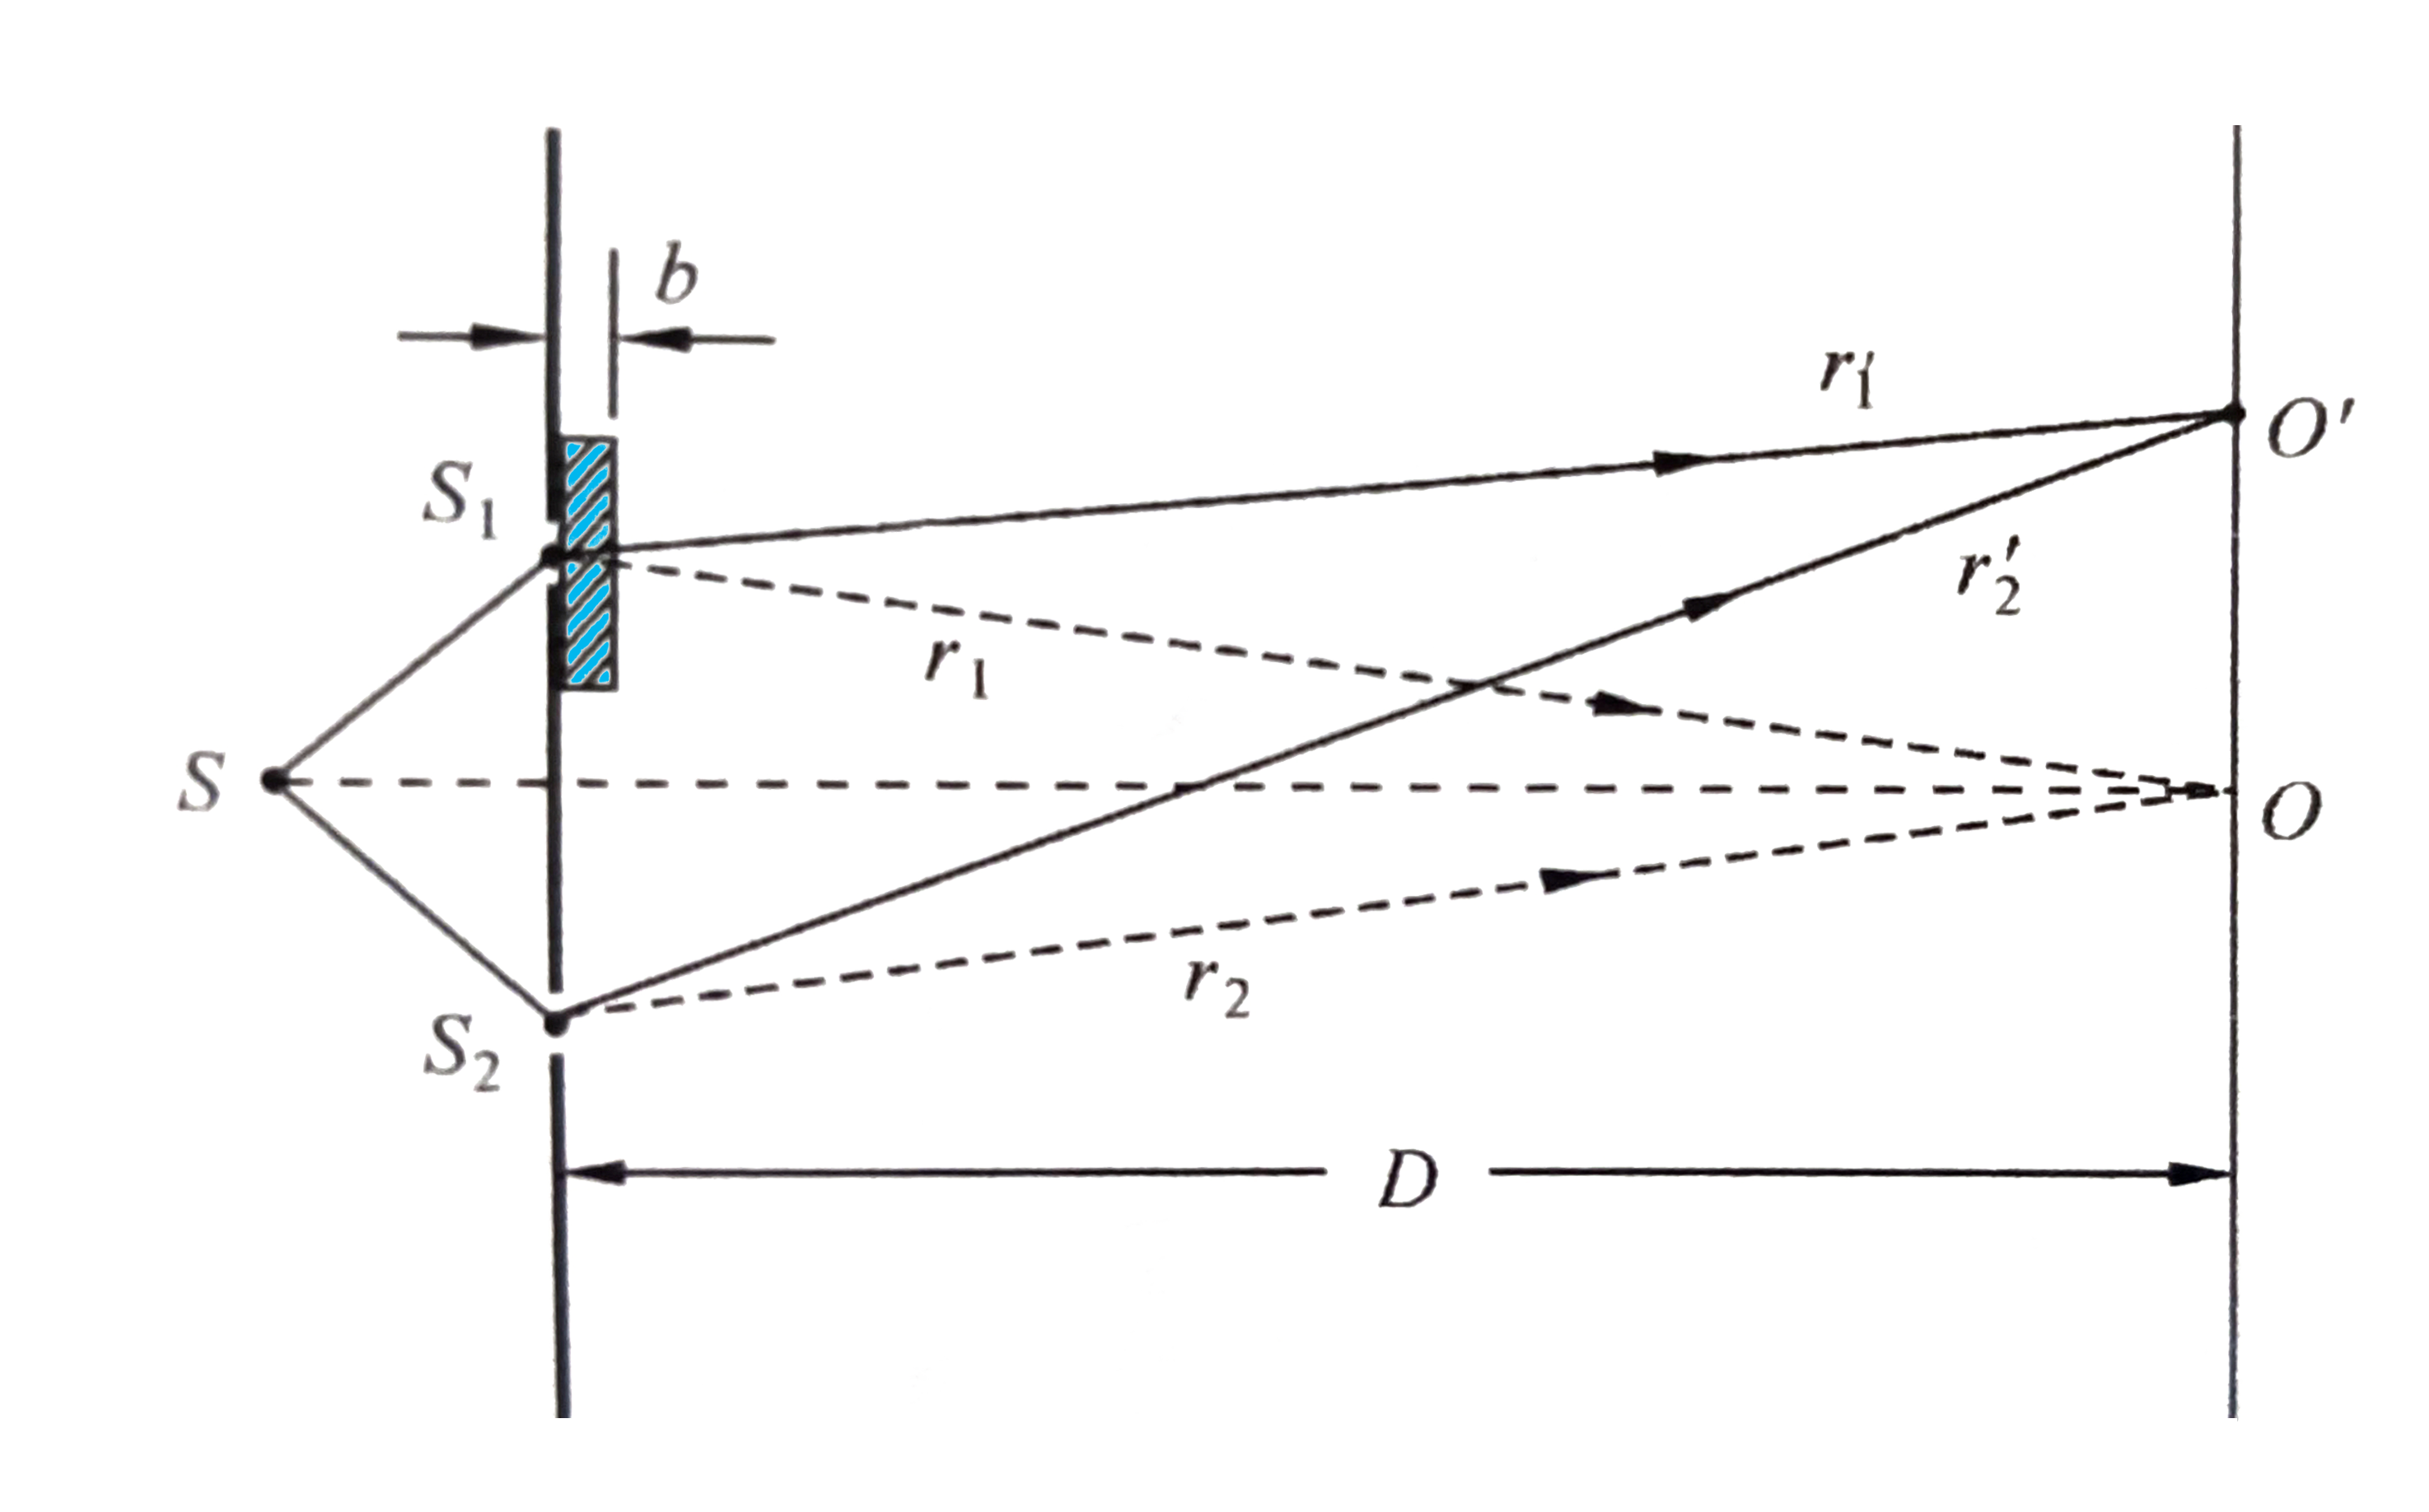 b
r₁′
O′
S₁
r₂′
r₁
S
O
r₂
S₂
D